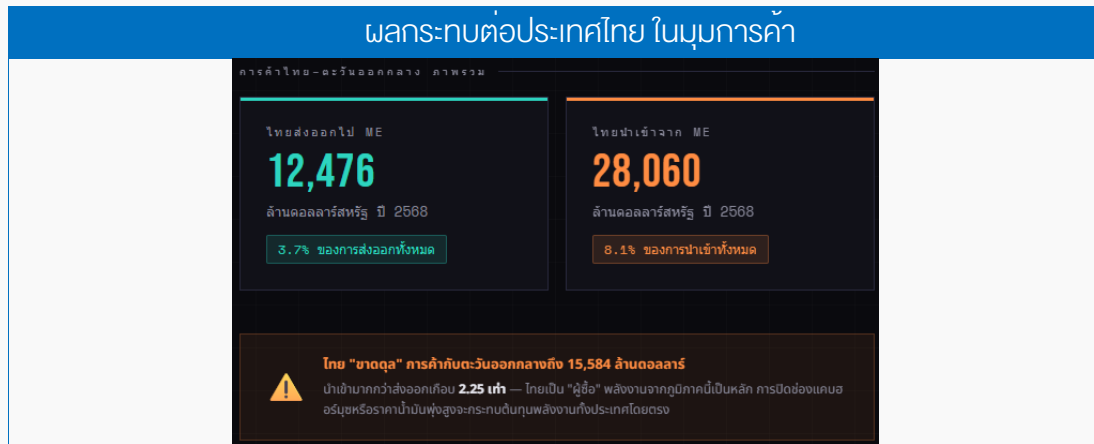 ผลกระทบต่อประเทศไทย ในมุมการค้า
การค้าไทย-ตะวันออกกลาง ภาพรวม
ไทยส่งออกไป ME
12,476
ล้านดอลลาร์สหรัฐ ปี 2568
3.7% ของการส่งออกทั้งหมด
ไทยนำเข้าจาก ME
28,060
ล้านดอลลาร์สหรัฐ ปี 2568
8.1% ของการนำเข้าทั้งหมด
ไทย "ขาดดุล" การค้ากับตะวันออกกลางถึง 15,584 ล้านดอลลาร์
นำเข้ามากกว่าส่งออกเกือบ 2.25 เท่า — ไทยเป็น "ผู้ซื้อ" พลังงานจากภูมิภาคนี้เป็นหลัก การปิดช่องแคบฮ
อร์มุซหรือราคาน้ำมันพุ่งสูงจะกระทบต้นทุนพลังงานทั้งประเทศโดยตรง